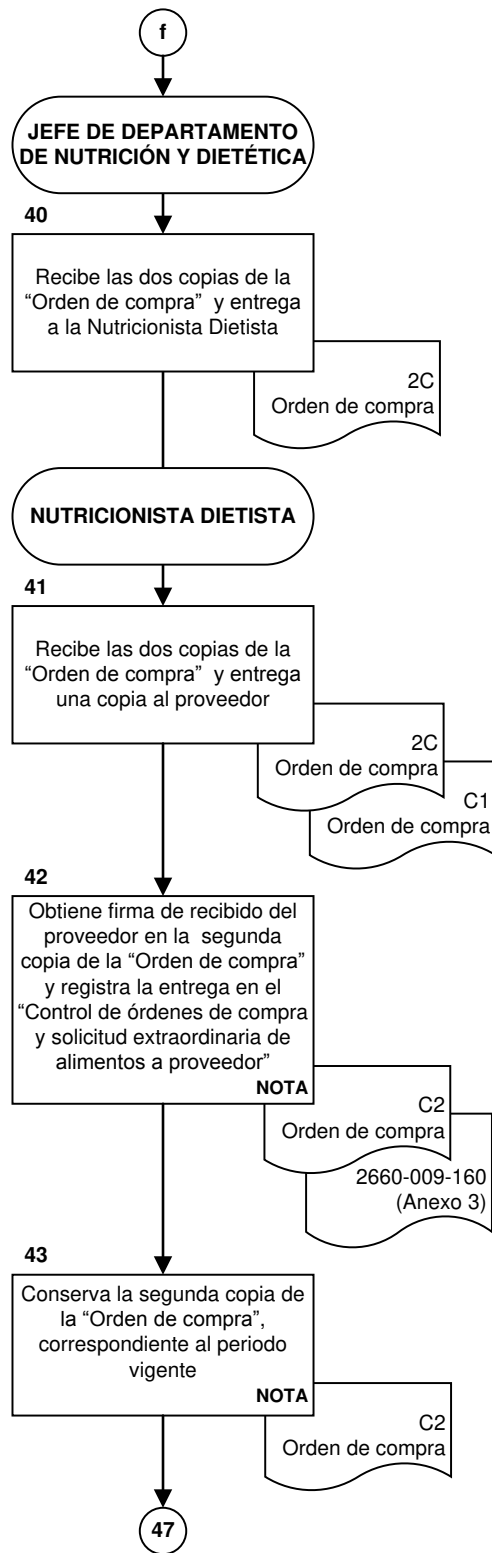 f
JEFE DE DEPARTAMENTO
DE NUTRICIÓN Y DIETÉTICA
40
Recibe las dos copias de la
“Orden de compra” y entrega
a la Nutricionista Dietista
2C
Orden de compra
NUTRICIONISTA DIETISTA
41
Recibe las dos copias de la
“Orden de compra” y entrega
una copia al proveedor
2C
Orden de compra
C1
Orden de compra
42
Obtiene firma de recibido del
proveedor en la segunda
copia de la “Orden de compra”
y registra la entrega en el
“Control de órdenes de compra
y solicitud extraordinaria de
alimentos a proveedor”
NOTA
C2
Orden de compra
2660-009-160
(Anexo 3)
43
Conserva la segunda copia de
la “Orden de compra”,
correspondiente al periodo
vigente
NOTA
C2
Orden de compra
47